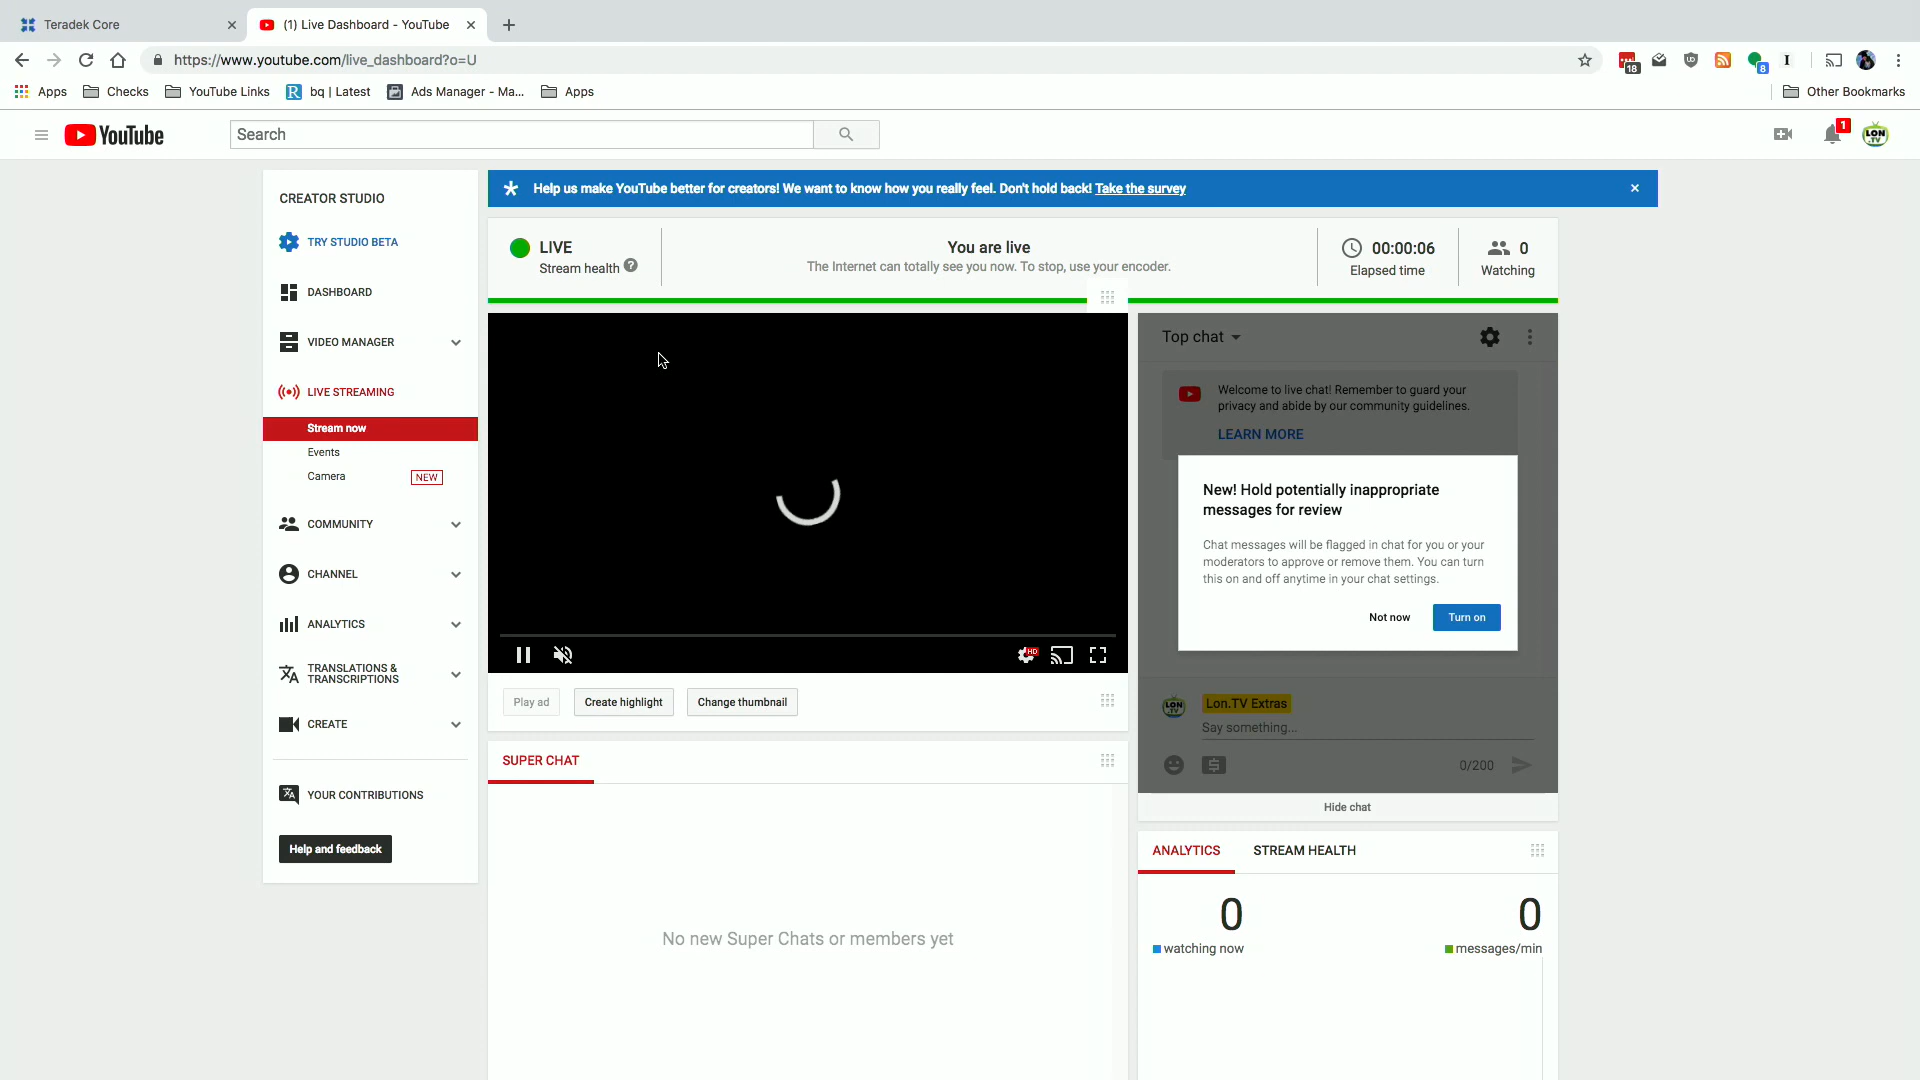 Teradek Core
(1) Live Dashboard - YouTube
https://www.youtube.com/live_dashboard?o=U
18
8
Apps
Checks
YouTube Links
bq | Latest
Ads Manager - Ma...
Apps
Other Bookmarks
YouTube
Search
1
LON
.TV
CREATOR STUDIO
TRY STUDIO BETA
DASHBOARD
VIDEO MANAGER
LIVE STREAMING
Stream now
Events
Camera
NEW
COMMUNITY
CHANNEL
ANALYTICS
TRANSLATIONS &
TRANSCRIPTIONS
CREATE
YOUR CONTRIBUTIONS
Help and feedback
Help us make YouTube better for creators! We want to know how you really feel. Don't hold back! Take the survey
LIVE
Stream health
You are live
The Internet can totally see you now. To stop, use your encoder.
00:00:06
Elapsed time
0
Watching
HD
Play ad
Create highlight
Change thumbnail
SUPER CHAT
No new Super Chats or members yet
Top chat
Welcome to live chat! Remember to guard your
privacy and abide by our community guidelines.
LEARN MORE
New! Hold potentially inappropriate
messages for review
Chat messages will be flagged in chat for you or your
moderators to approve or remove them. You can turn
this on and off anytime in your chat settings.
Not now
Turn on
LON
.TV
Lon.TV Extras
Say something...
0/200
Hide chat
ANALYTICS
STREAM HEALTH
0
watching now
0
messages/min